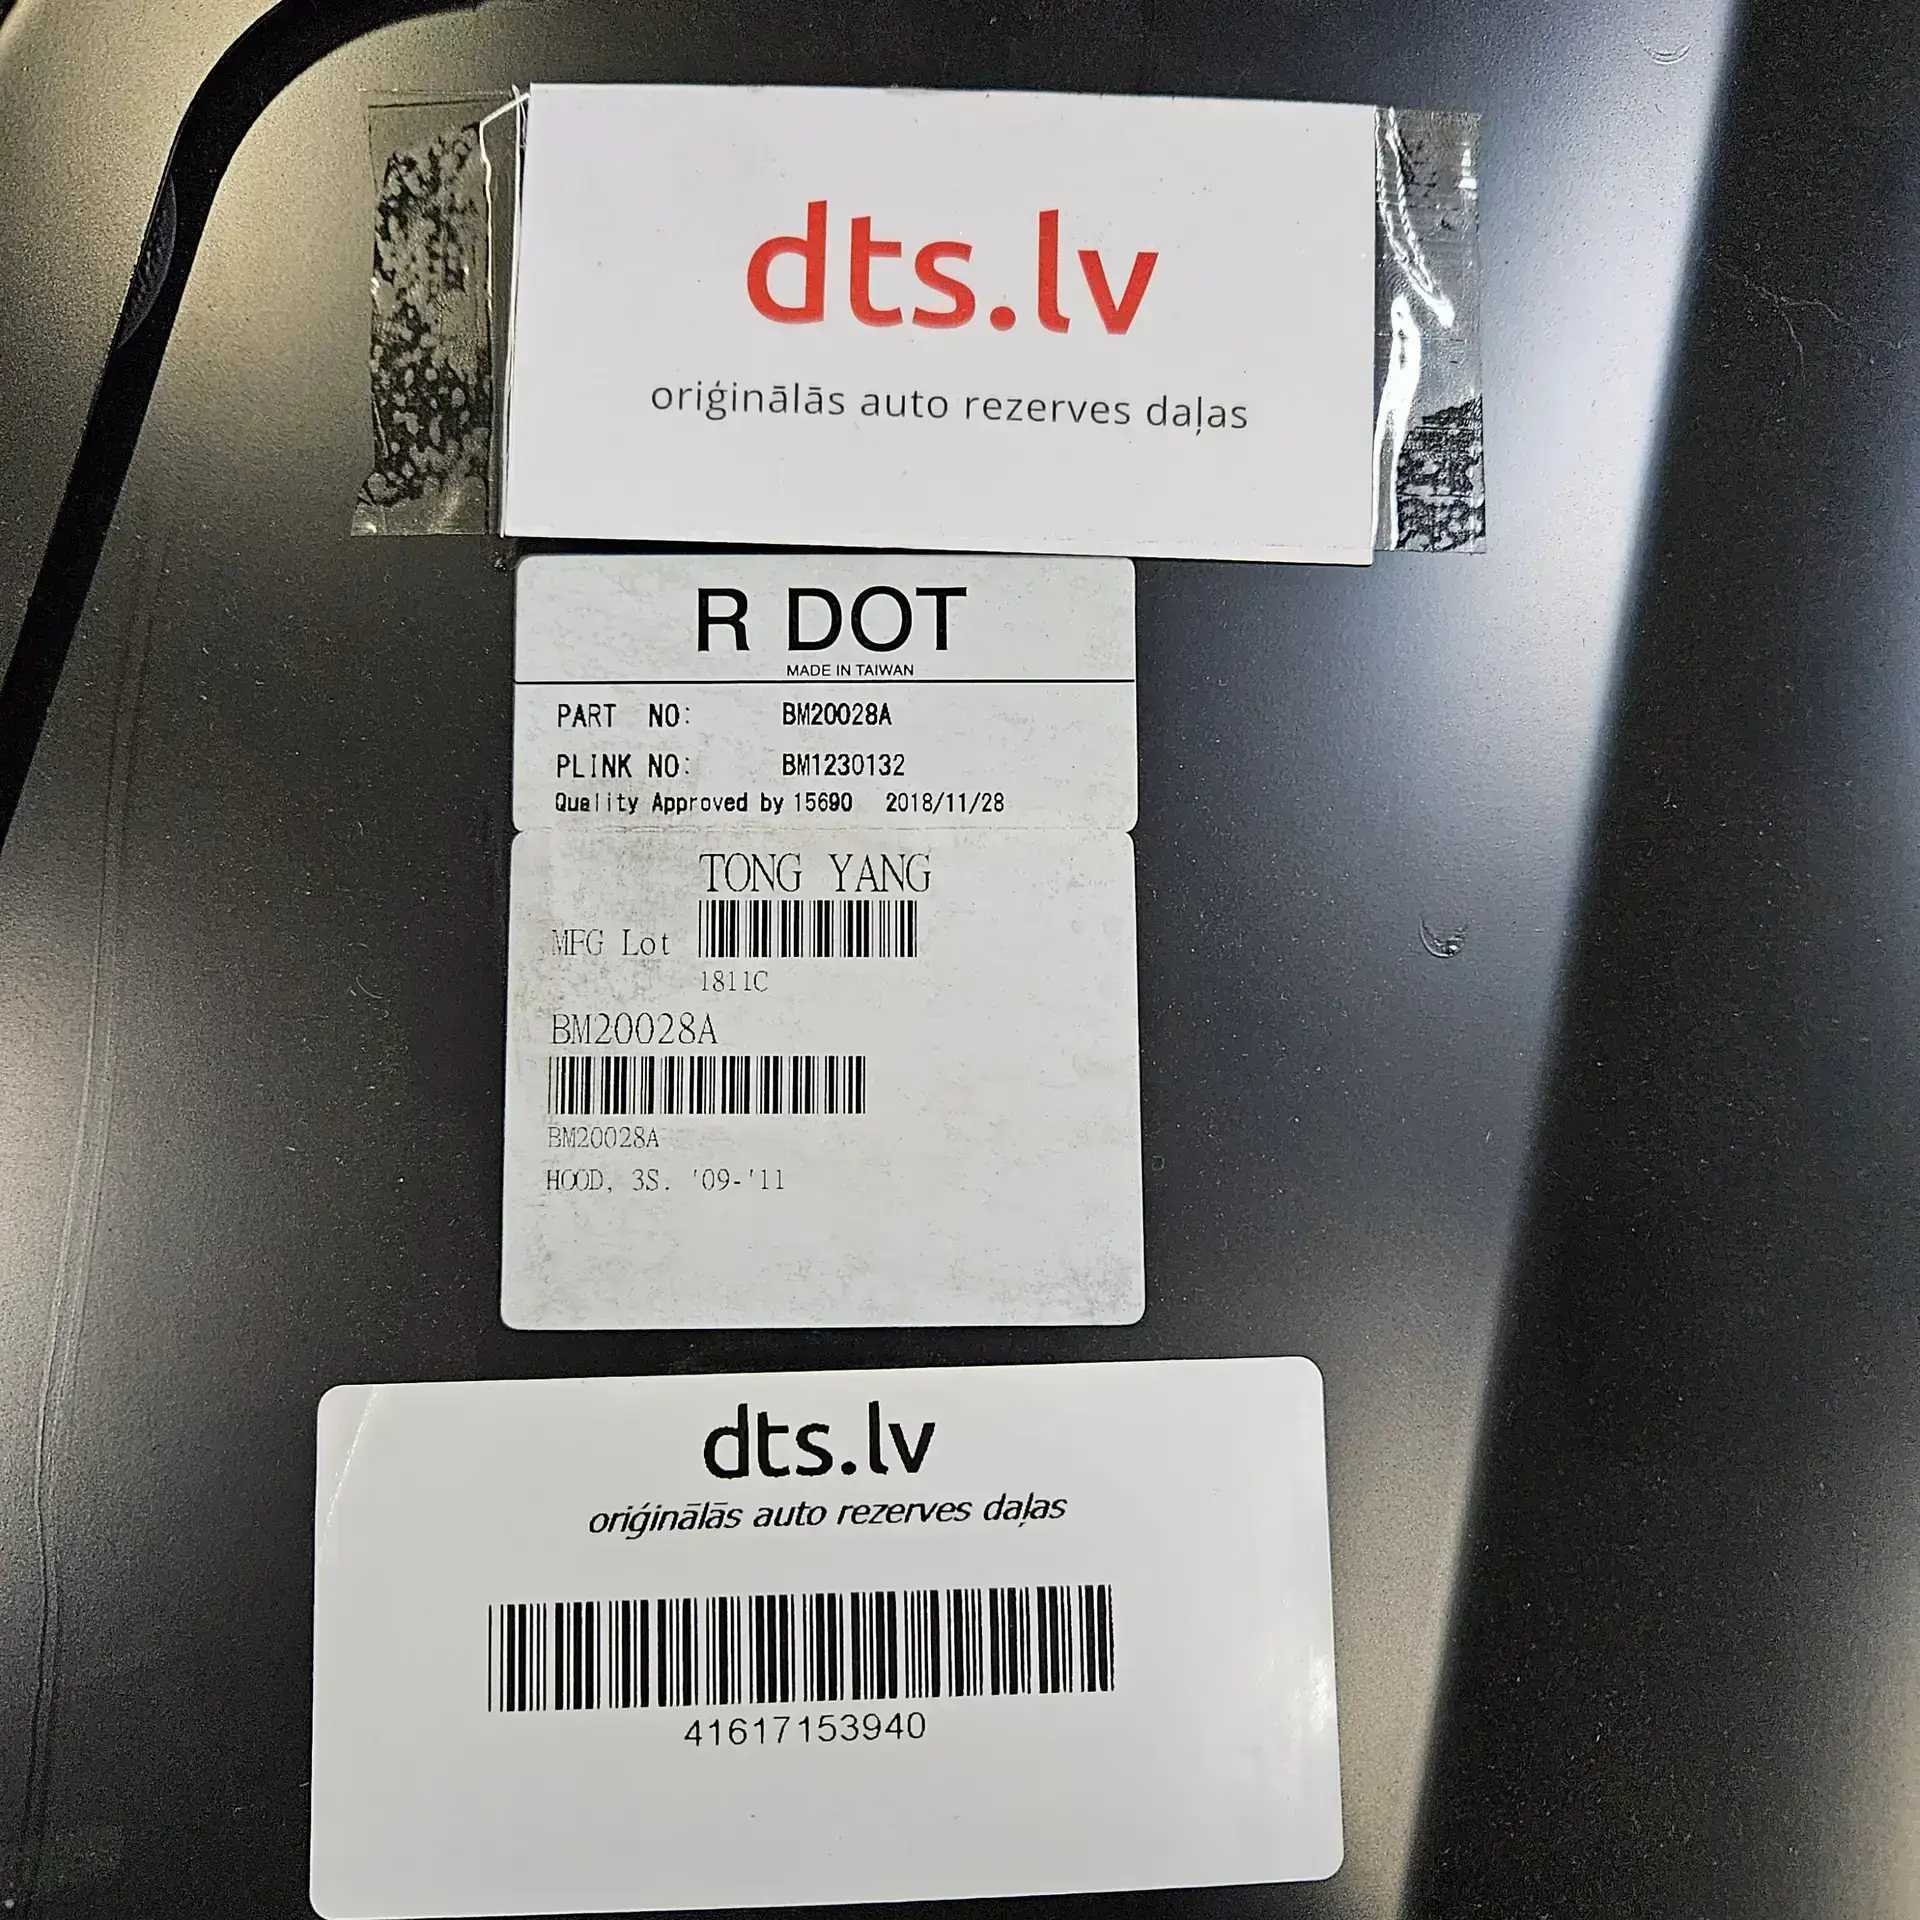 dts.lv
oriģinālās auto rezerves daļas
R DOT
MADE IN TAIWAN
PART NO: BM20028A
PLINK NO: BM1230132
Quality Approved by 15690 2018/11/28
TONG YANG
MFG Lot
1811C
BM20028A
BM20028A
HOOD, 3S. '09-'11
dts.lv
oriģinālās auto rezerves daļas
41617153940